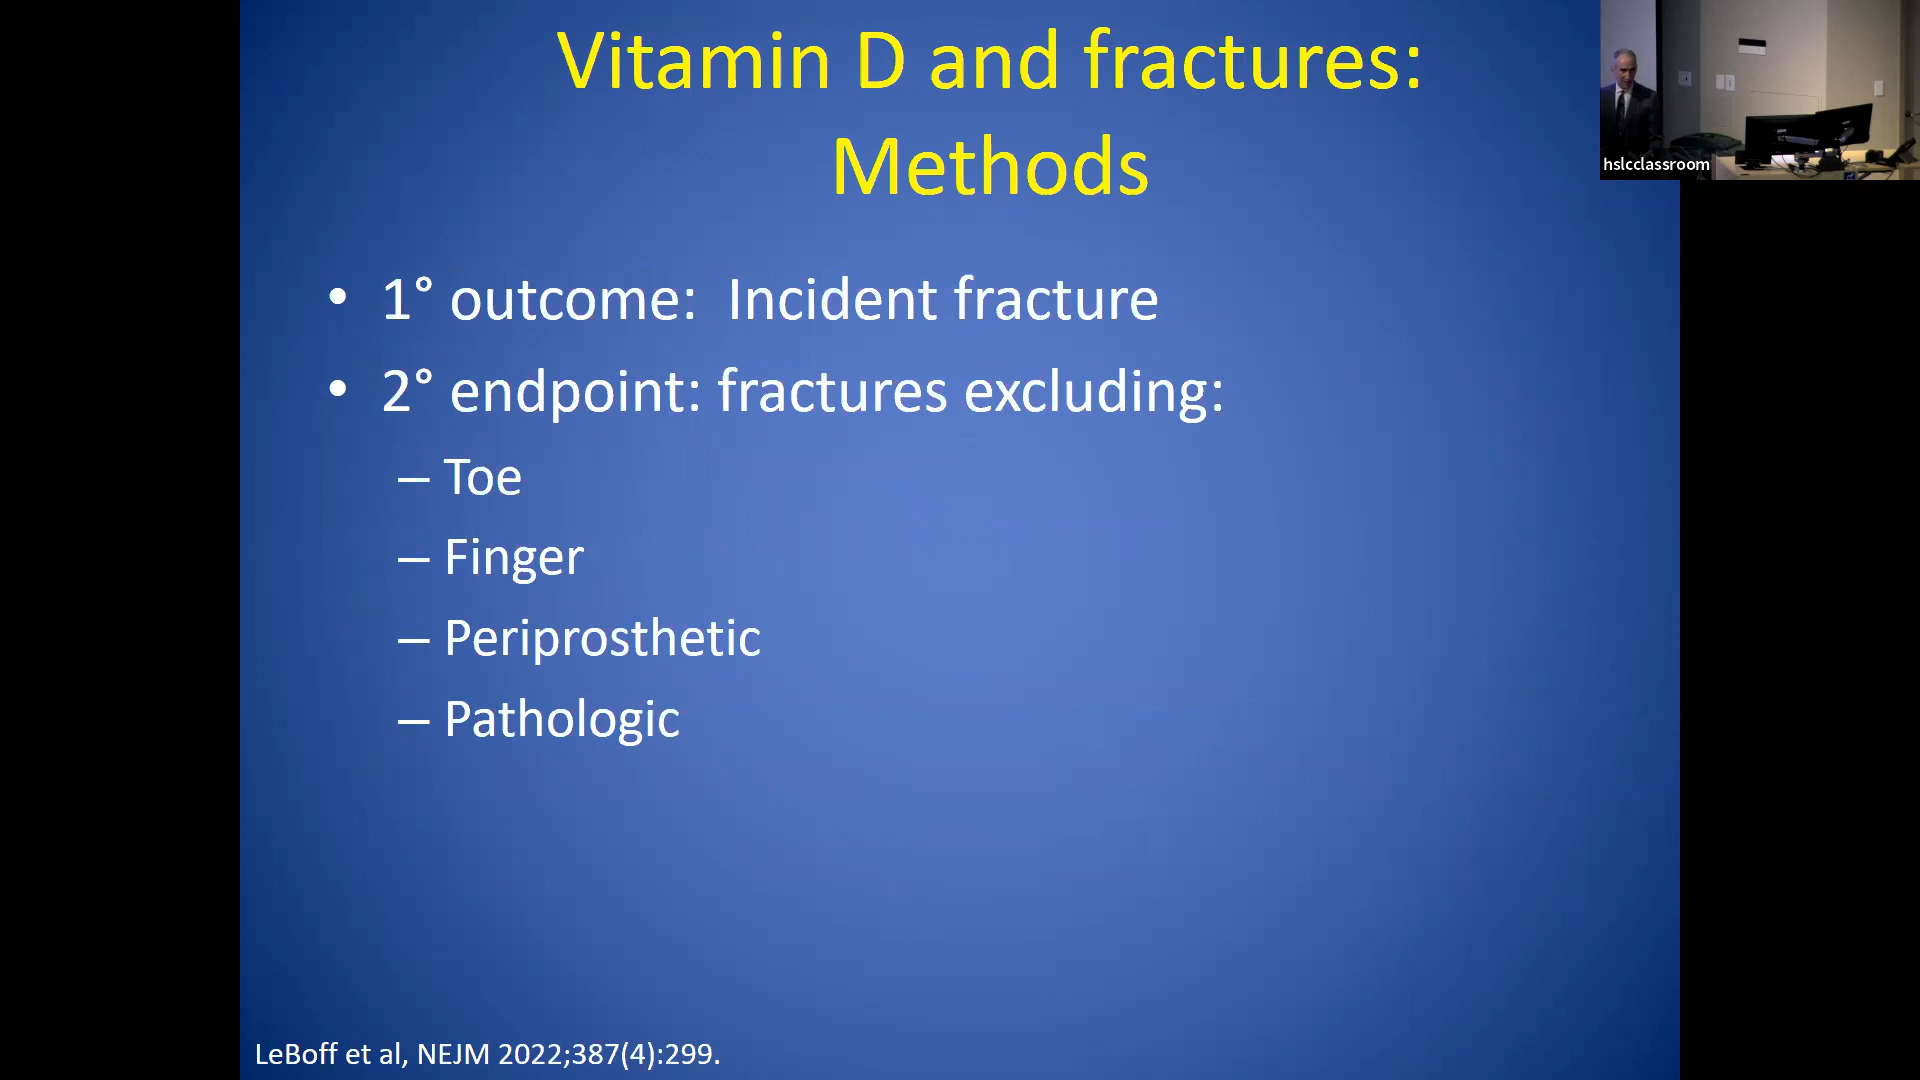 Vitamin D and fractures:
Methods
• 1° outcome: Incident fracture
• 2° endpoint: fractures excluding:
– Toe
– Finger
– Periprosthetic
– Pathologic
LeBoff et al, NEJM 2022;387(4):299.
hslcclassroom